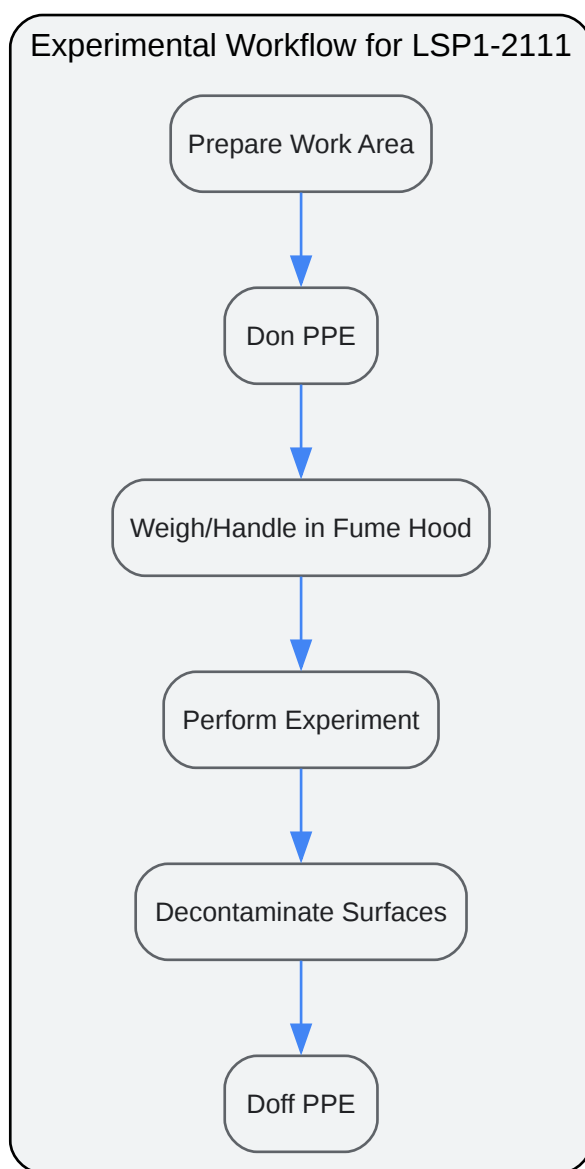 Experimental Workflow for LSP1-2111
Prepare Work Area
Don PPE
Weigh/Handle in Fume Hood
Perform Experiment
Decontaminate Surfaces
Doff PPE